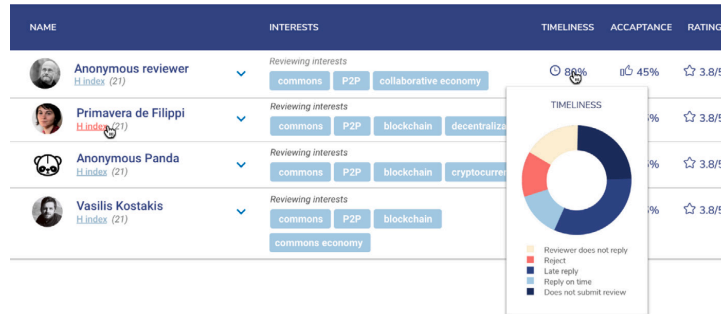 NAME INTERESTS TIMELINESS ACCAPTANCE RATING
Reviewing interests
Anonymous reviewer
H index (21)
commons P2P collaborative economy
45% 3.8/5
Primavera de Filippi
H index (21)
Reviewing interests
commons P2P blockchain
3.8/5
Anonymous Panda
H index (21)
Reviewing interests
commons P2P blockchain
3.8/5
Vasilis Kostakis
H index (21)
Reviewing interests
commons P2P blockchain
commons economy
3.8/5
TIMELINESS
Reviewer does not reply
Reject
Late reply
Reply on time
Does not submit review